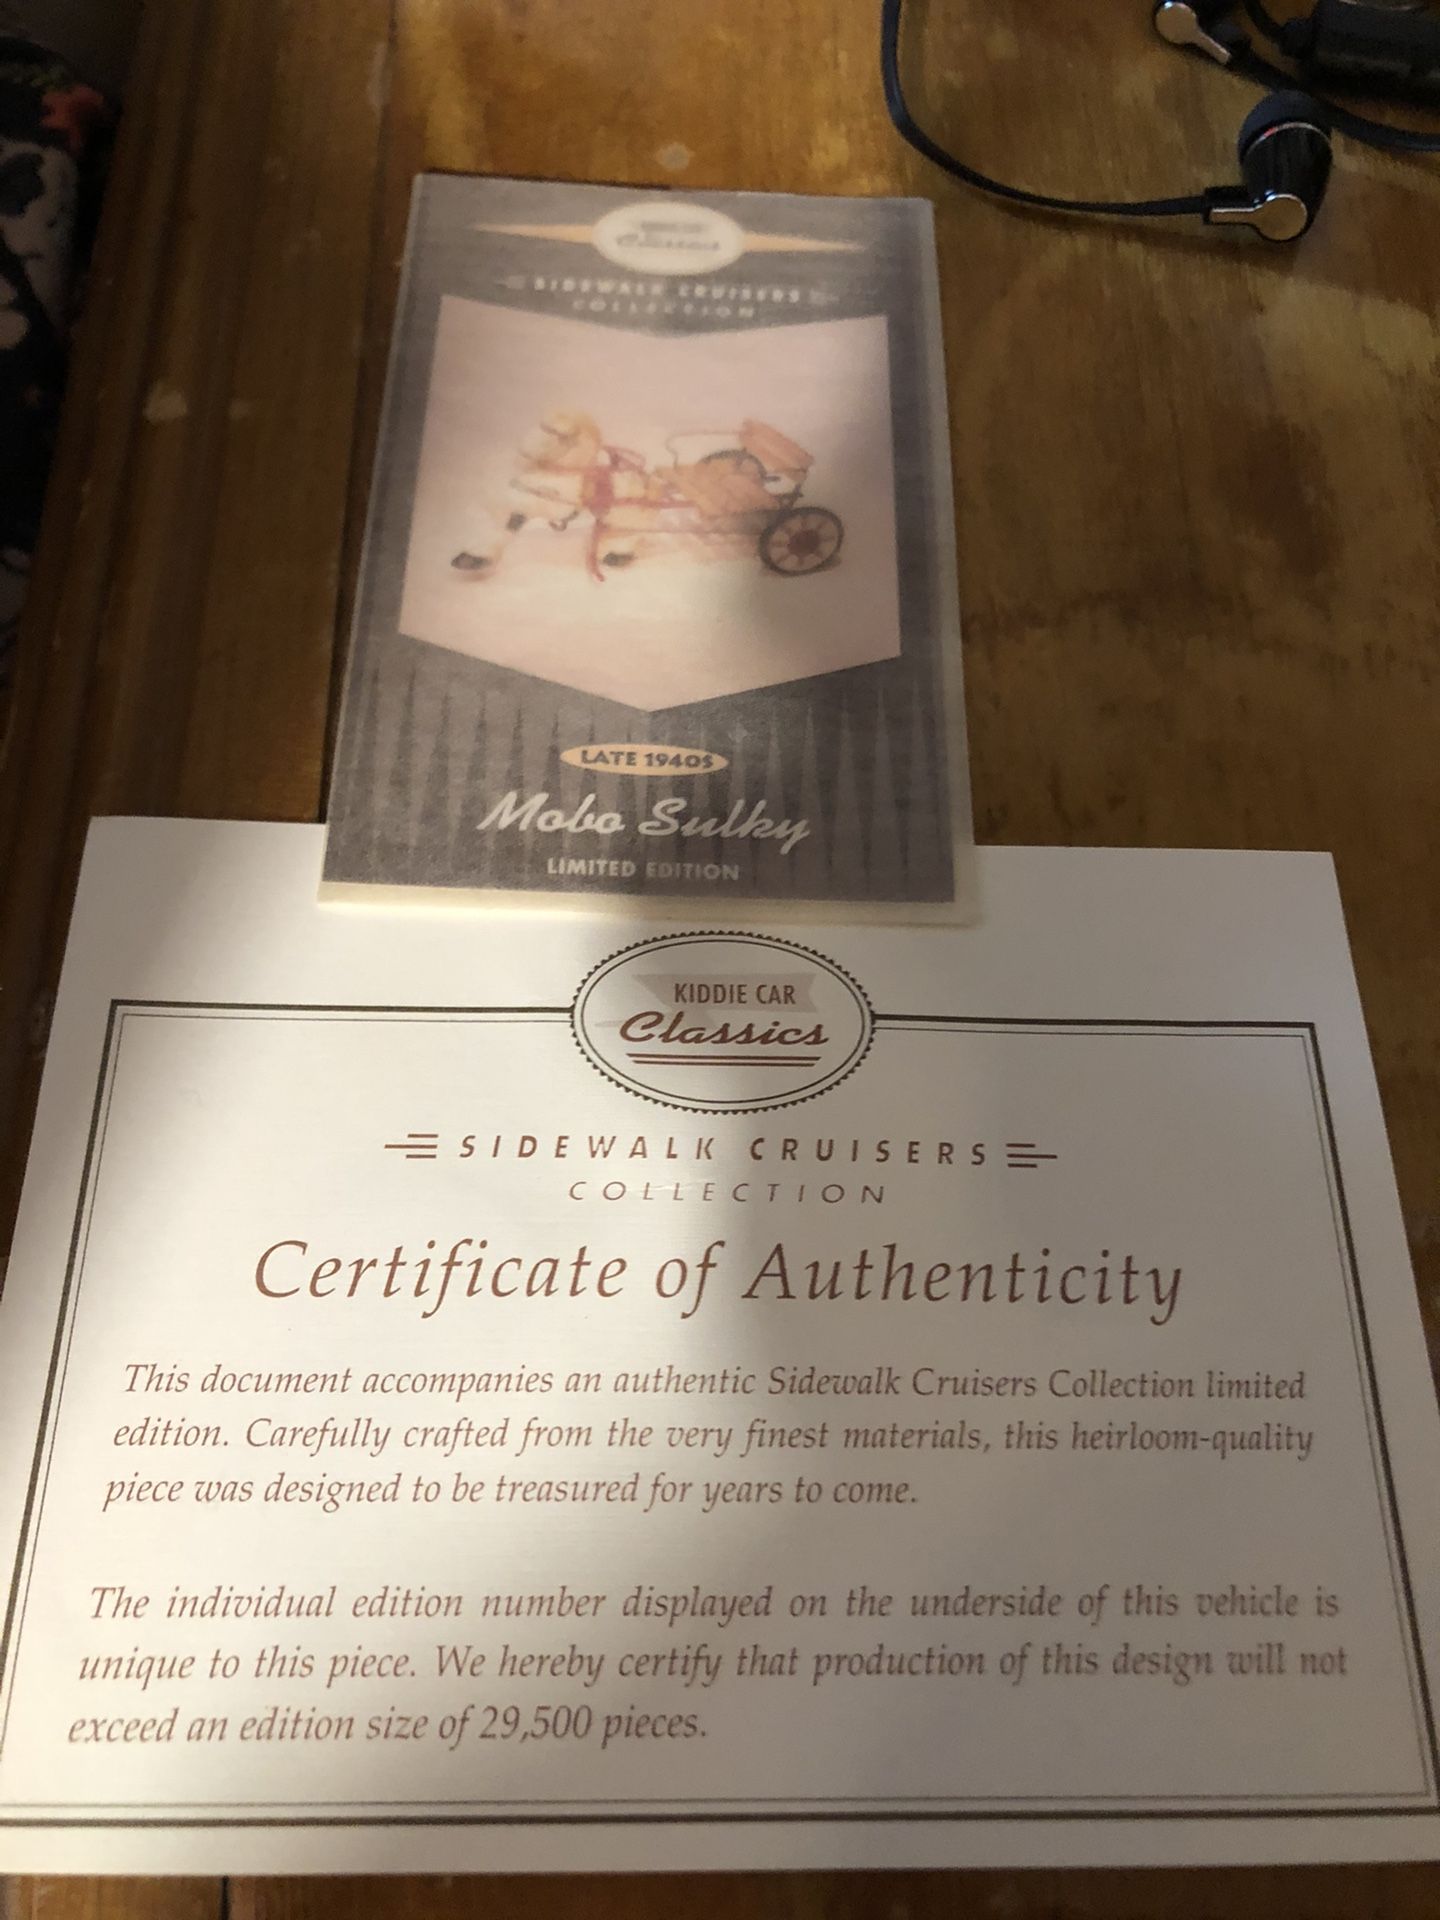 Classics
SIDEWALK CRUISERS
COLLECTION
LATE 1940s
Mobo Sulky
LIMITED EDITION
KIDDIE CAR
Classics
SIDEWALK CRUISERS
COLLECTION
Certificate of Authenticity
This document accompanies an authentic Sidewalk Cruisers Collection limited
edition. Carefully crafted from the very finest materials, this heirloom-quality
piece was designed to be treasured for years to come.
The individual edition number displayed on the underside of this vehicle is
unique to this piece. We hereby certify that production of this design will not
exceed an edition size of 29,500 pieces.